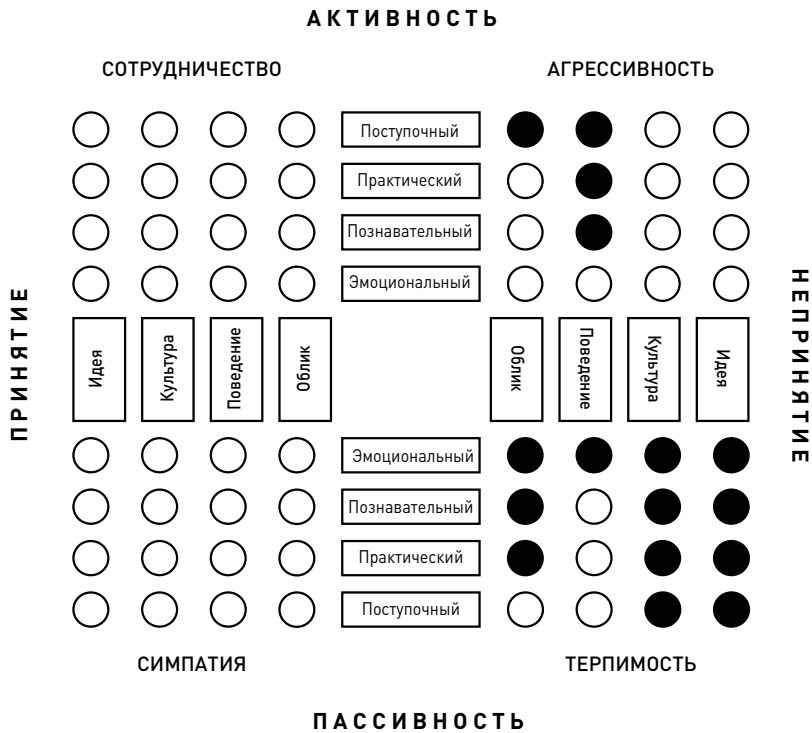 АКТИВНОСТЬ
СОТРУДНИЧЕСТВО
АГРЕССИВНОСТЬ
Поступочный
Практический
Познавательный
Эмоциональный
ПРИНЯТИЕ
НЕПРИНЯТИЕ
Идея
Культура
Поведение
Облик
Облик
Поведение
Культура
Идея
Эмоциональный
Познавательный
Практический
Поступочный
СИМПАТИЯ
ТЕРПИМОСТЬ
ПАССИВНОСТЬ